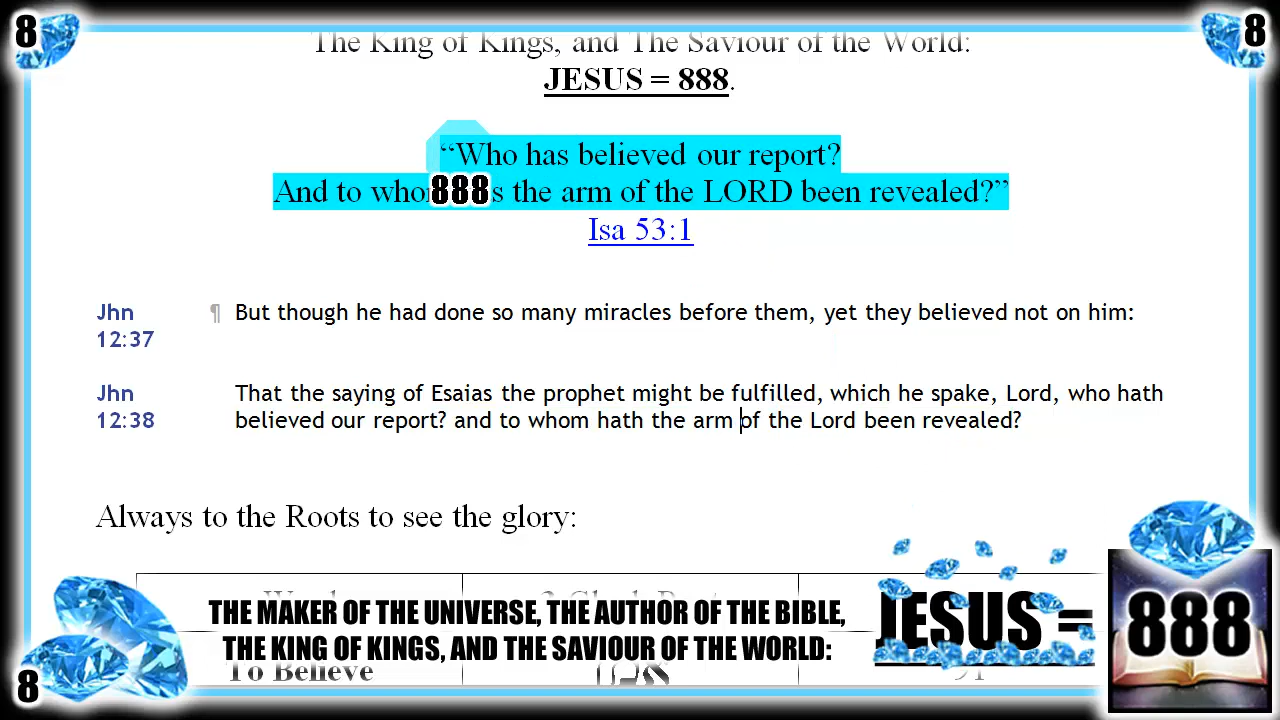 8
8
The King of Kings, and The Saviour of the World:
JESUS = 888.
“Who has believed our report?
And to who 888 s the arm of the LORD been revealed?”
Isa 53:1
Jhn ¶ But though he had done so many miracles before them, yet they believed not on him:
12:37
Jhn That the saying of Esaias the prophet might be fulfilled, which he spake, Lord, who hath
12:38 believed our report? and to whom hath the arm of the Lord been revealed?
Always to the Roots to see the glory:
THE MAKER OF THE UNIVERSE, THE AUTHOR OF THE BIBLE,
THE KING OF KINGS, AND THE SAVIOUR OF THE WORLD:
JESUS = 888
To Believe
8